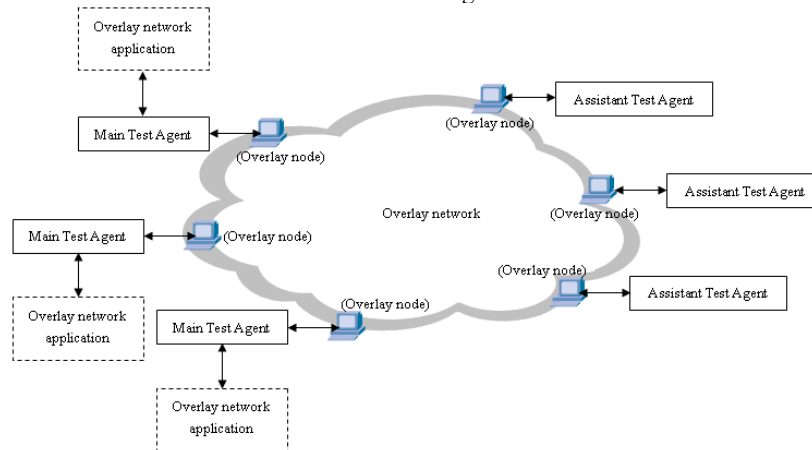 Overlay network
application
Main Test Agent
(Overlay node)
Assistant Test Agent
(Overlay node)
Assistant Test Agent
(Overlay node)
Overlay network
Main Test Agent
(Overlay node)
Overlay network
application
(Overlay node)
Assistant Test Agent
(Overlay node)
Main Test Agent
Overlay network
application